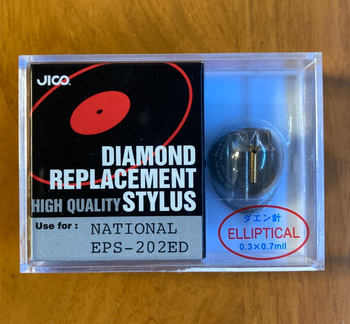 JICO
DIAMOND
REPLACEMENT
HIGH QUALITY STYLUS
Use for : NATIONAL
EPS-202ED
ダエン針
ELLIPTICAL
0.3×0.7mil